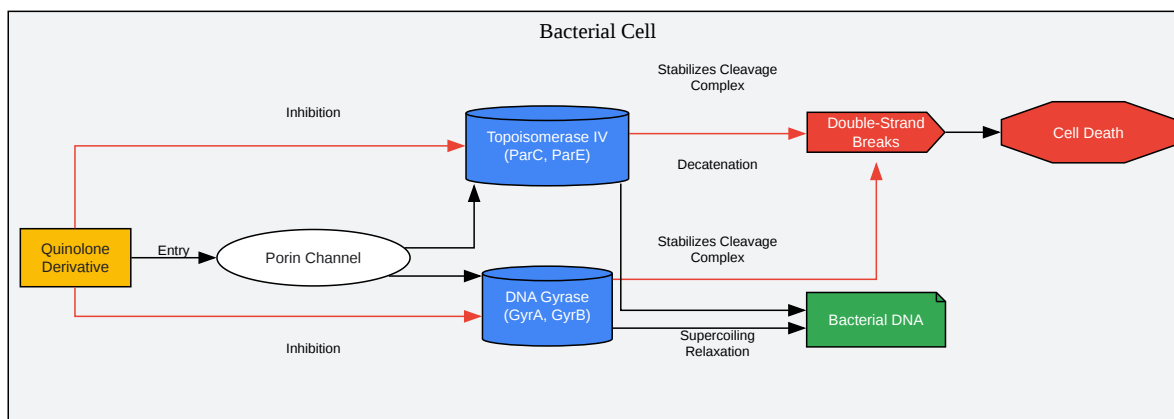 Bacterial Cell
Stabilizes Cleavage
Complex
Inhibition
Topoisomerase IV
(ParC, ParE)
Double-Strand
Breaks
Cell Death
Decatenation
Quinolone
Derivative
Entry
Porin Channel
Stabilizes Cleavage
Complex
DNA Gyrase
(GyrA, GyrB)
Bacterial DNA
Supercoiling
Relaxation
Inhibition